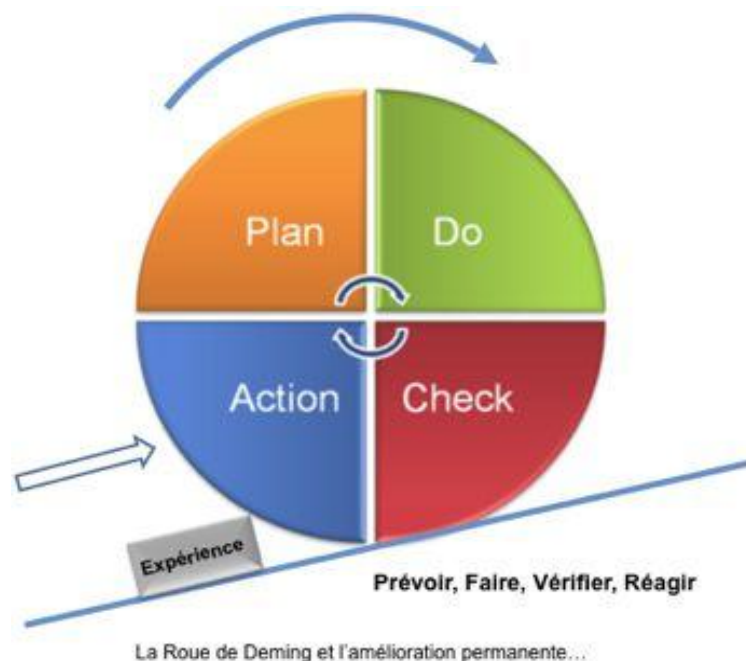 Plan
Do
Action
Check
Expérience
Prévoir, Faire, Vérifier, Réagir
La Roue de Deming et l'amélioration permanente...